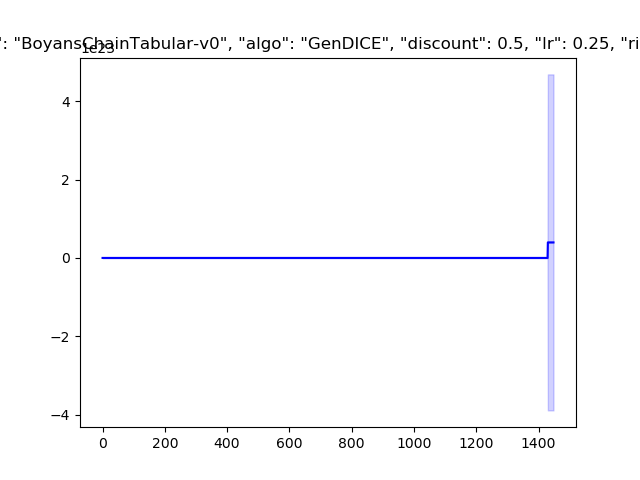 ": "BoyansChainTabular-v0", "algo": "GenDICE", "discount": 0.5, "lr": 0.25, "ri
1e23
4
2
0
−2
−4
0 200 400 600 800 1000 1200 1400